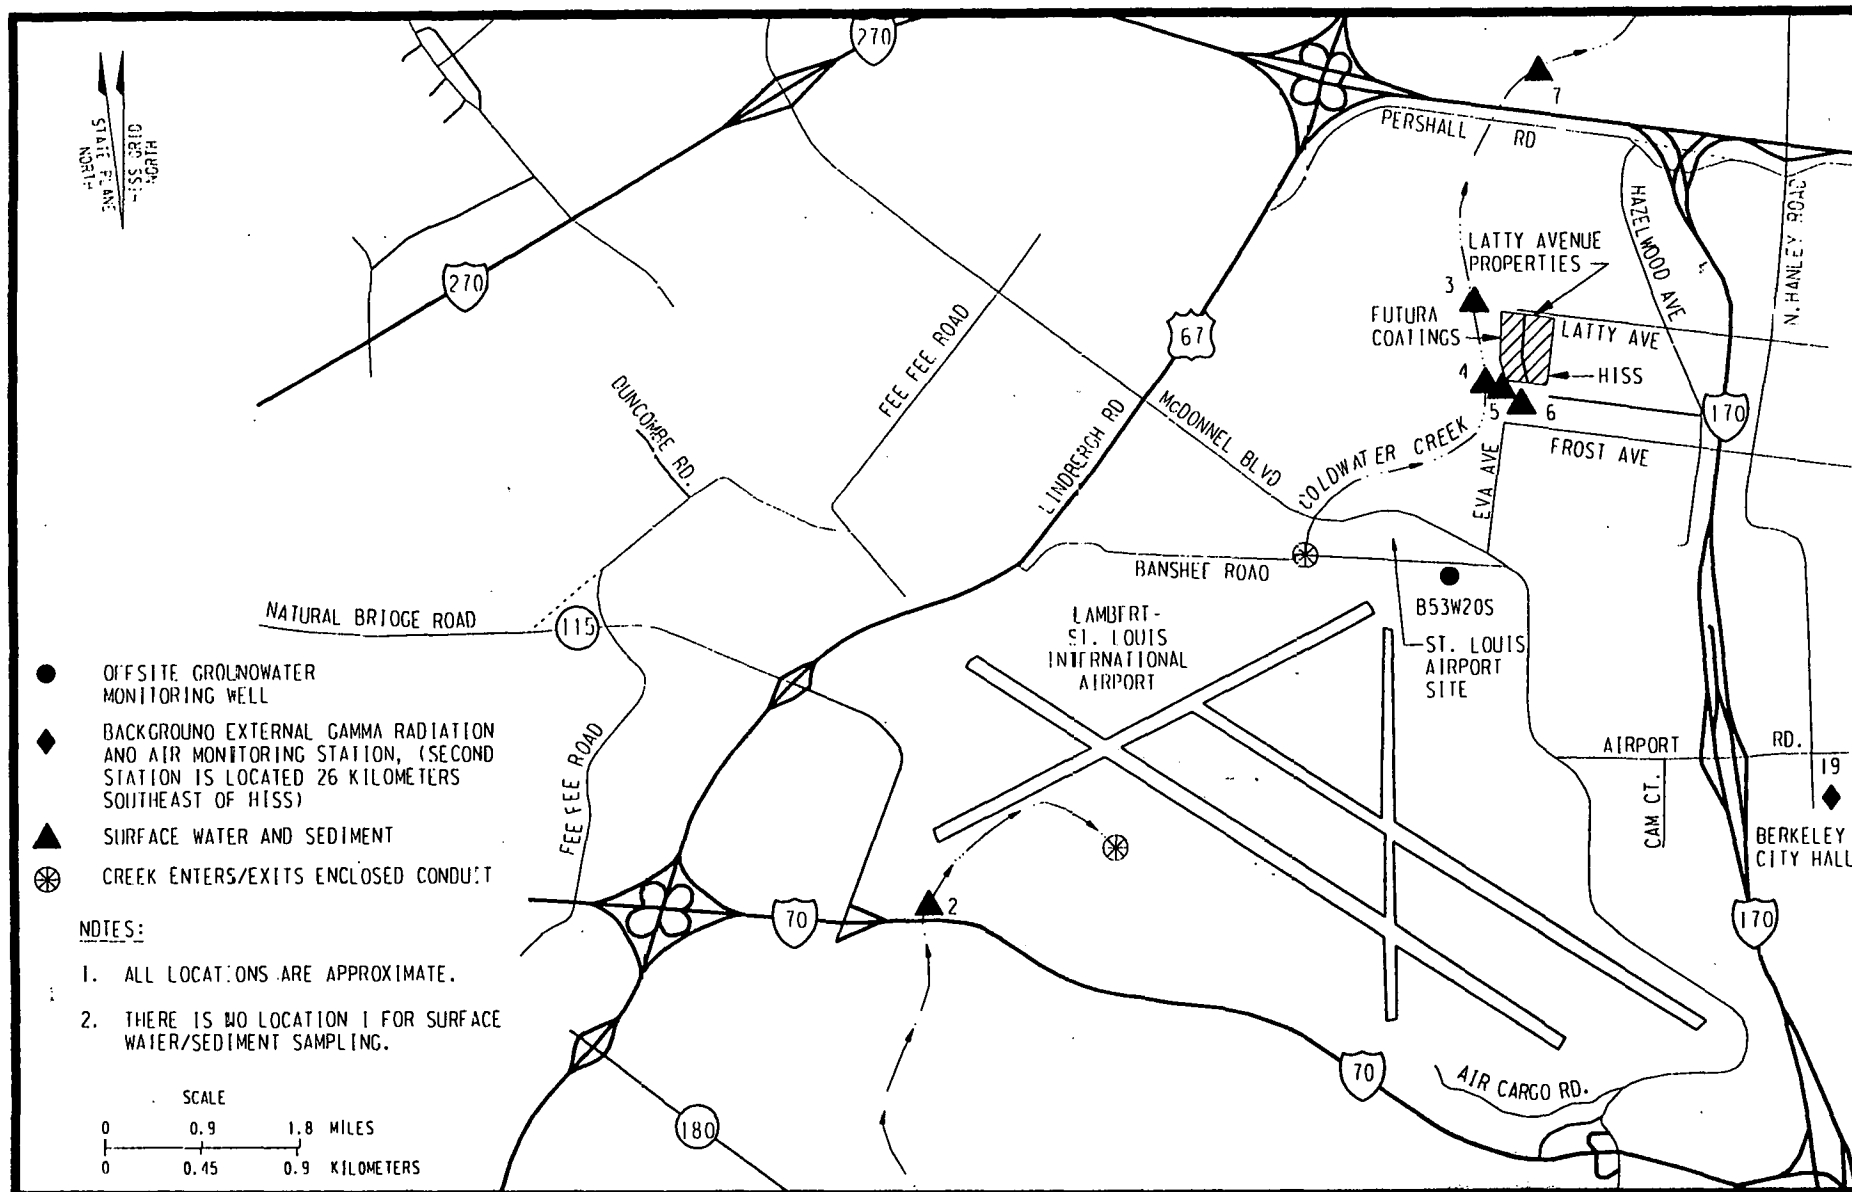 270
7
PERSHALL
RD
NORTH
HISS GRID
STATE PLANE
NORTH
N. HANLEY ROAD
HAZELWOOD AVE
LATTY AVENUE
PROPERTIES
270
3
FUTURA
COATINGS
LATTY AVE
67
FEE FEE ROAD
4
HISS
DUNCOMBE RD.
5
6
170
LINDBERGH RD
McDONNEL BLVD
COLDWATER CREEK
EVA AVE
FROST AVE
BANSHEE ROAD
B53W20S
NATURAL BRIDGE ROAD
115
LAMBERT-
ST. LOUIS
INTERNATIONAL
AIRPORT
ST. LOUIS
AIRPORT
SITE
OFFSITE GROUNDWATER
MONITORING WELL
BACKGROUND EXTERNAL GAMMA RADIATION
AND AIR MONITORING STATION, (SECOND
STATION IS LOCATED 26 KILOMETERS
SOUTHEAST OF HISS)
FEE FEE ROAD
AIRPORT
RD.
19
CAM CT.
SURFACE WATER AND SEDIMENT
BERKELEY
CITY HALL
CREEK ENTERS/EXITS ENCLOSED CONDUIT
2
70
170
NOTES:
1. ALL LOCATIONS ARE APPROXIMATE.
2. THERE IS NO LOCATION 1 FOR SURFACE
WATER/SEDIMENT SAMPLING.
70
AIR CARGO RD.
SCALE
180
0 0.9 1.8 MILES
0 0.45 0.9 KILOMETERS